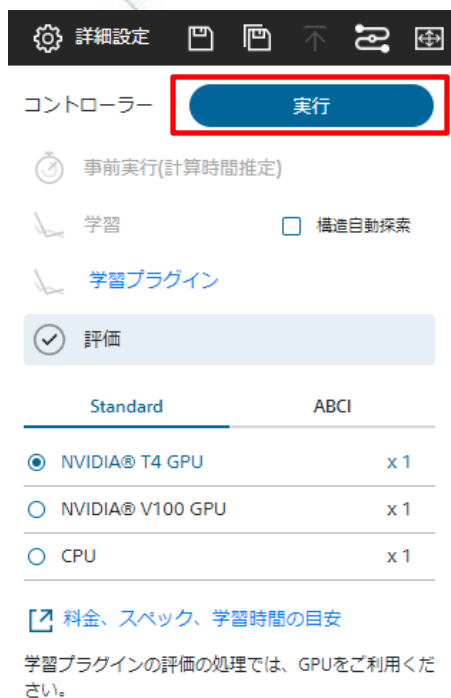 詳細設定
コントローラー 実行
事前実行(計算時間推定)
学習 構造自動探索
学習プラグイン
評価
Standard ABCI
NVIDIA® T4 GPU x 1
NVIDIA® V100 GPU x 1
CPU x 1
料金、スペック、学習時間の目安
学習プラグインの評価の処理では、GPUをご利用くだ
さい。